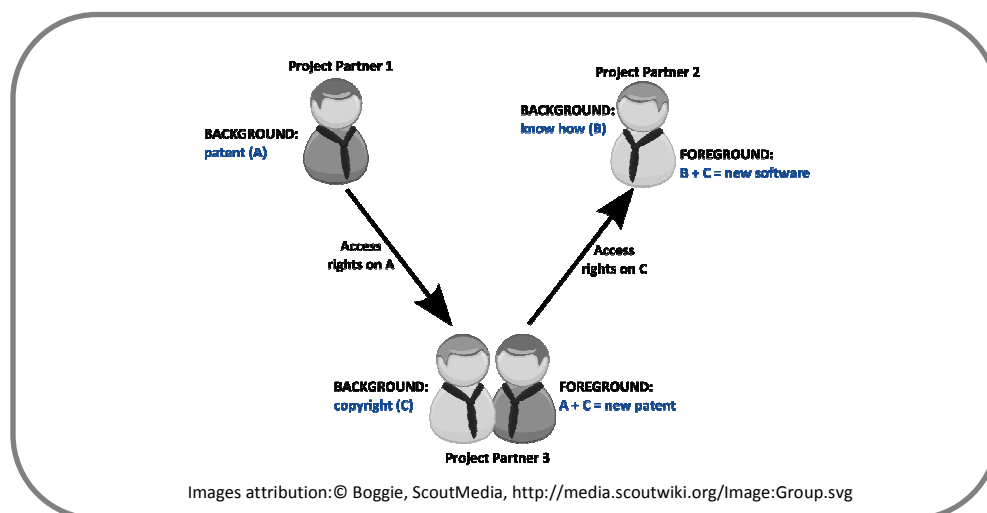 Project Partner 1
BACKGROUND:
patent (A)
Project Partner 2
BACKGROUND:
know how (B)
FOREGROUND:
B + C = new software
Access
rights on A
Access
rights on C
BACKGROUND:
copyright (C)
FOREGROUND:
A + C = new patent
Project Partner 3
Images attribution:© Boggie, ScoutMedia, http://media.scoutwiki.org/Image:Group.svg